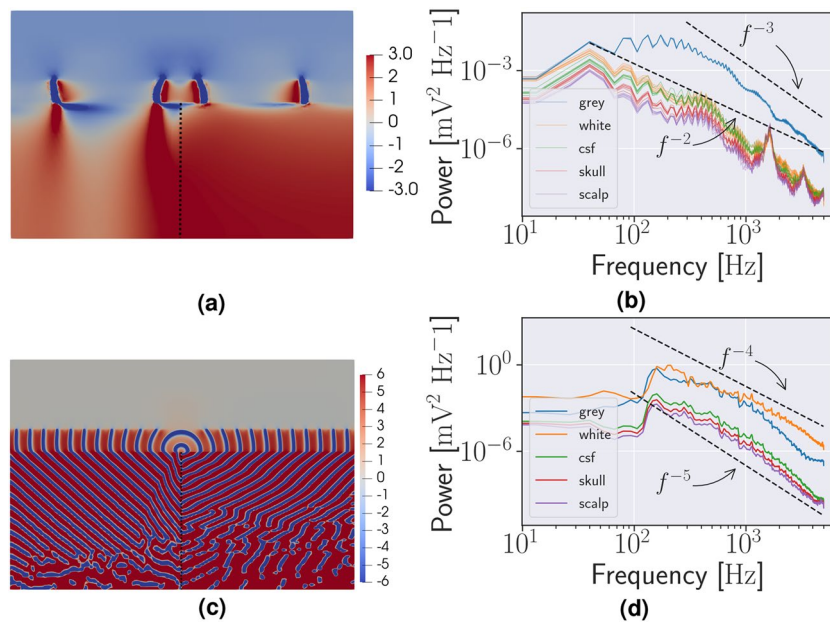 3.0
2
1
0
-1
-2
-3.0
(a)
Power [mV² Hz⁻1]
10⁻3
10⁻6
f⁻³
f⁻²
grey
white
csf
skull
scalp
10¹
10²
10³
Frequency [Hz]
(b)
6
5
4
3
2
1
0
-1
-2
-3
-4
-5
-6
(c)
Power [mV² Hz⁻1]
10⁰
10⁻6
f⁻⁴
f⁻⁵
grey
white
csf
skull
scalp
10¹
10²
10³
Frequency [Hz]
(d)